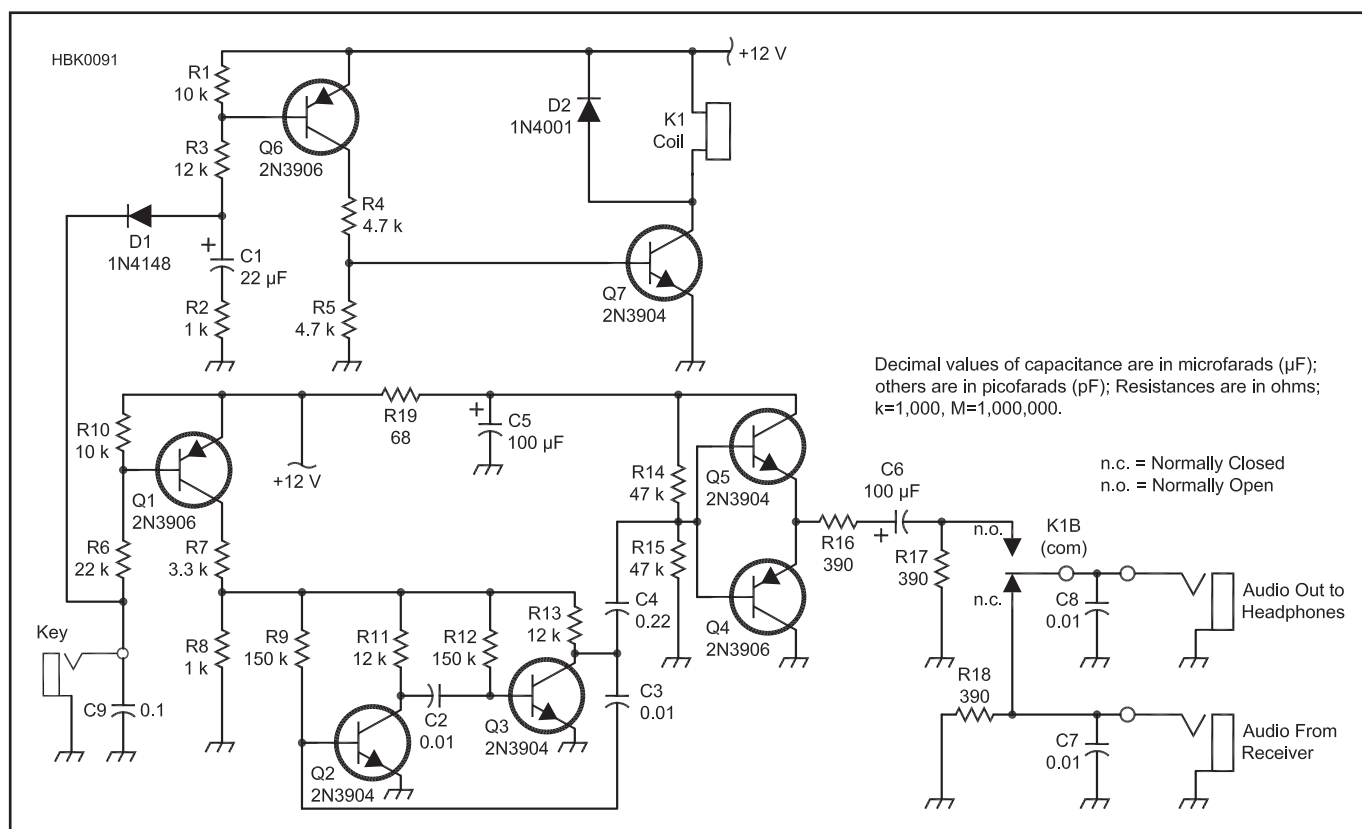 HBK0091
R1
10 k
+12 V
D2
1N4001
K1
Coil
Q6
2N3906
R3
12 k
R4
4.7 k
D1
1N4148
+
C1
22 µF
Q7
2N3904
R2
1 k
R5
4.7 k
Decimal values of capacitance are in microfarads (µF);
others are in picofarads (pF); Resistances are in ohms;
k=1,000, M=1,000,000.
R10
10 k
R19
68
+
C5
100 µF
+12 V
Q1
2N3906
R14
47 k
Q5
2N3904
C6
100 µF
+
n.c. = Normally Closed
n.o. = Normally Open
R6
22 k
R7
3.3 k
R15
47 k
R16
390
R17
390
n.o.
K1B
(com)
n.c.
C4
0.22
Q4
2N3906
C8
0.01
Audio Out to
Headphones
Key
R8
1 k
R9
150 k
R11
12 k
R12
150 k
R13
12 k
C9
0.1
C2
0.01
Q3
2N3904
C3
0.01
R18
390
Q2
2N3904
C7
0.01
Audio From
Receiver